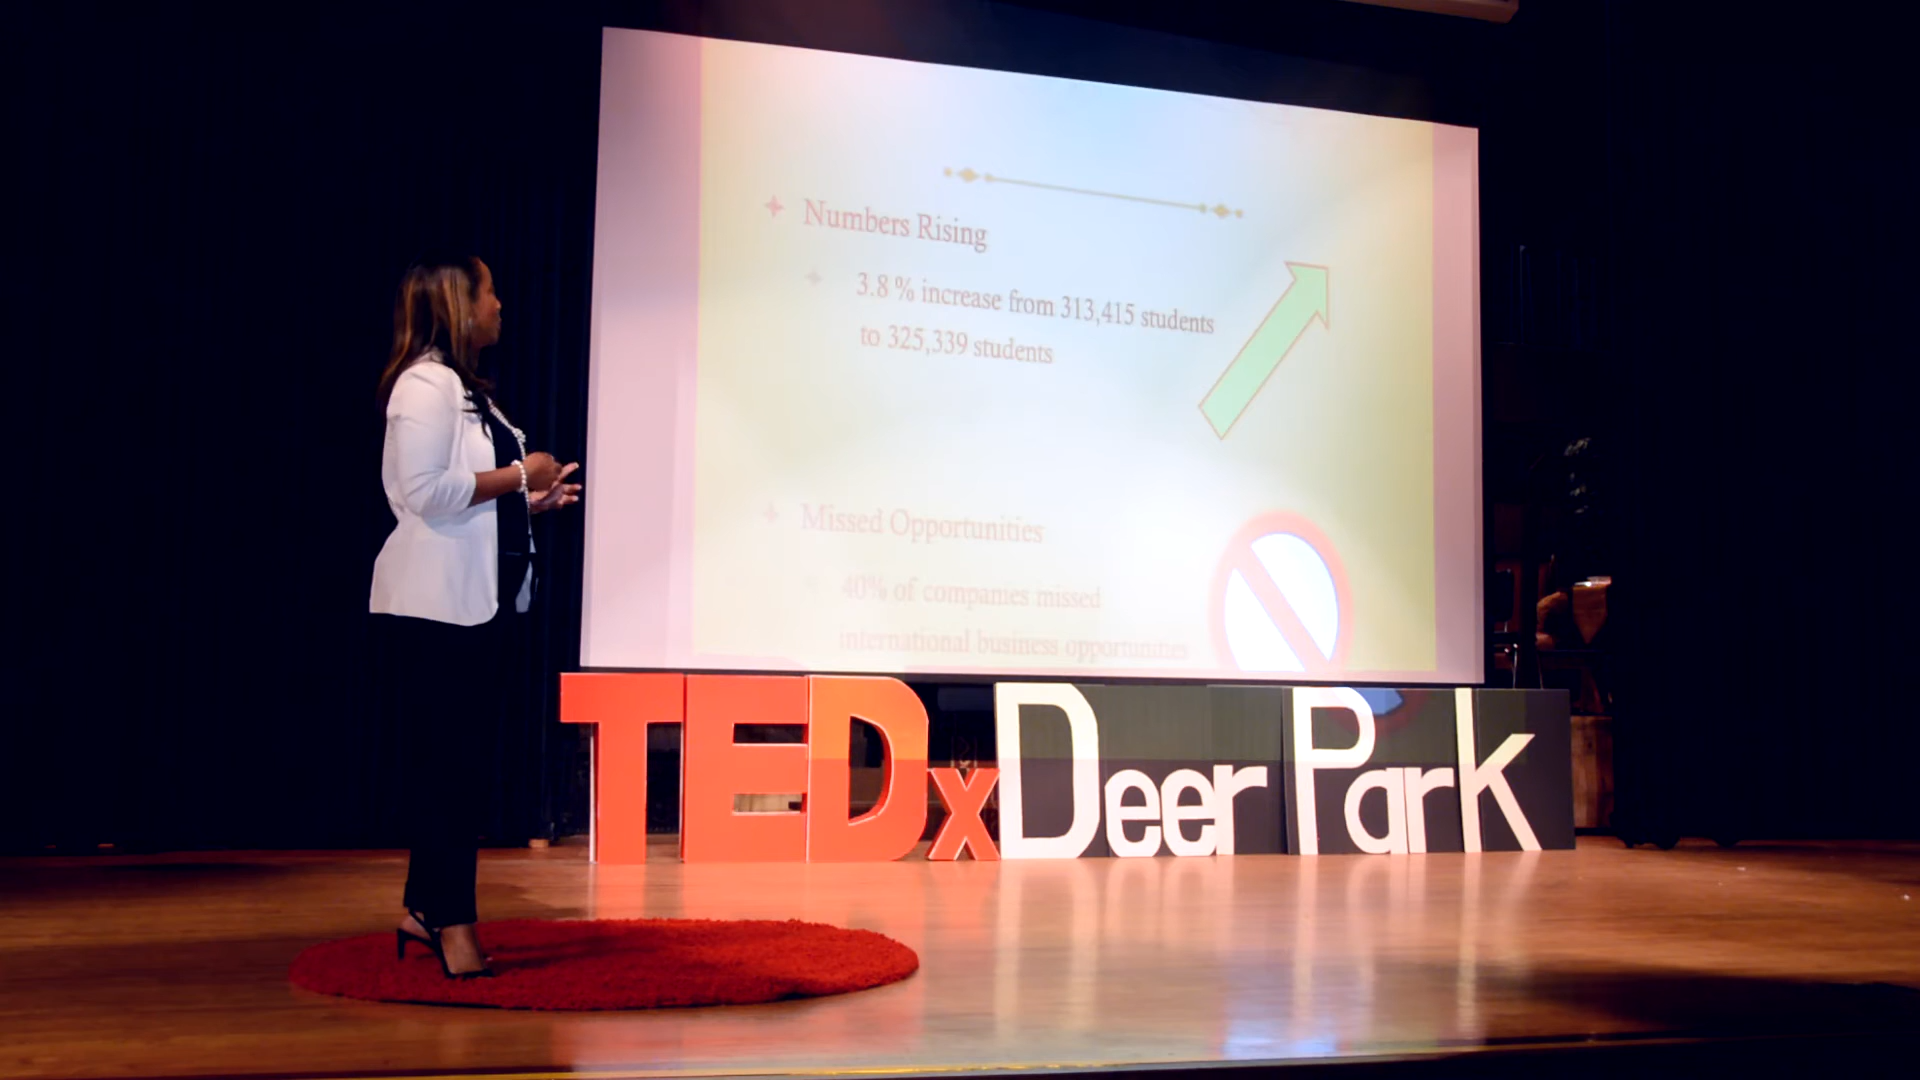 Numbers Rising
3.8 % increase from 313,415 students
to 325,339 students
Missed Opportunities
40% of companies missed
international business opportunities
TEDxDeer Park